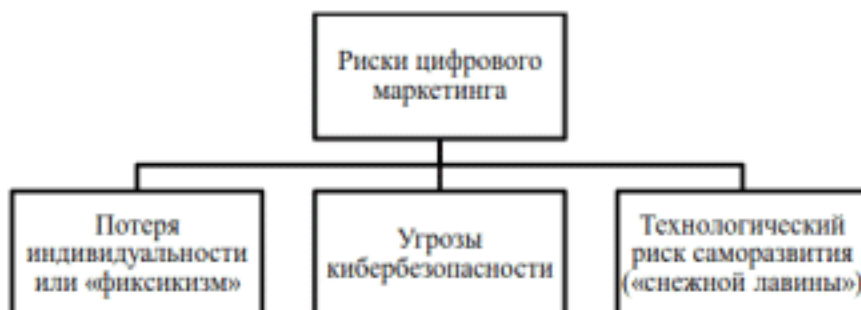 Риски цифрового
маркетинга
Потеря
индивидуальности
или «фиксикизм»
Угрозы
кибербезопасности
Технологический
риск саморазвития
(«снежной лавины»)